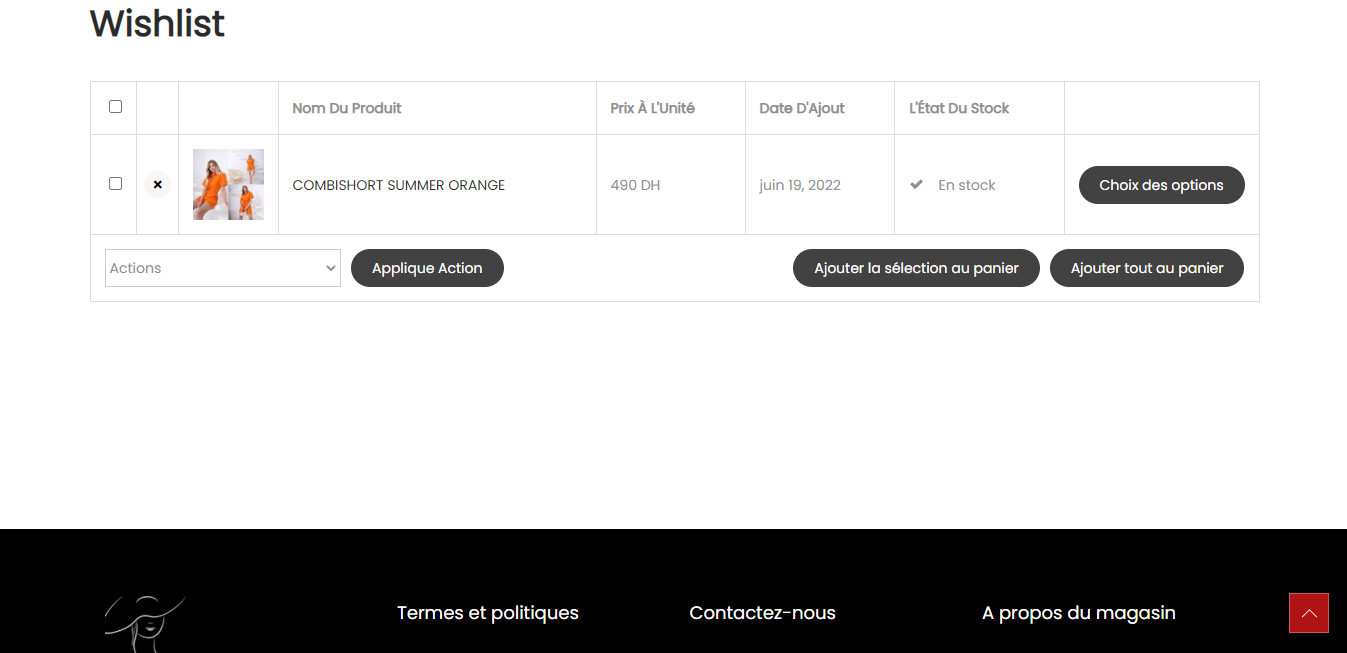 Wishlist
Nom Du Produit Prix À L'Unité Date D'Ajout L'État Du Stock
COMBISHORT SUMMER ORANGE 490 DH juin 19, 2022 En stock Choix des options
Actions Applique Action Ajouter la sélection au panier Ajouter tout au panier
Termes et politiques Contactez-nous A propos du magasin